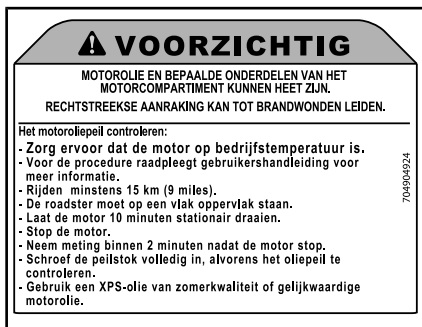 VOORZICHTIG
MOTOROLIE EN BEPAALDE ONDERDELEN VAN HET
MOTORCOMPARTIMENT KUNNEN HEET ZIJN.
RECHTSTREEKSE AANRAKING KAN TOT BRANDWONDEN LEIDEN.
Het motoroliepeil controleren:
- Zorg ervoor dat de motor op bedrijfstemperatuur is.
- Voor de procedure raadpleegt gebruikershandleiding voor
meer informatie.
- Rijden minstens 15 km (9 miles).
- De roadster moet op een vlak oppervlak staan.
- Laat de motor 10 minuten stationair draaien.
- Stop de motor.
- Neem meting binnen 2 minuten nadat de motor stop.
- Schroef de peilstok volledig in, alvorens het oliepeil te
controleren.
- Gebruik een XPS-olie van zomerkwaliteit of gelijkwaardige
motorolie.
704904924